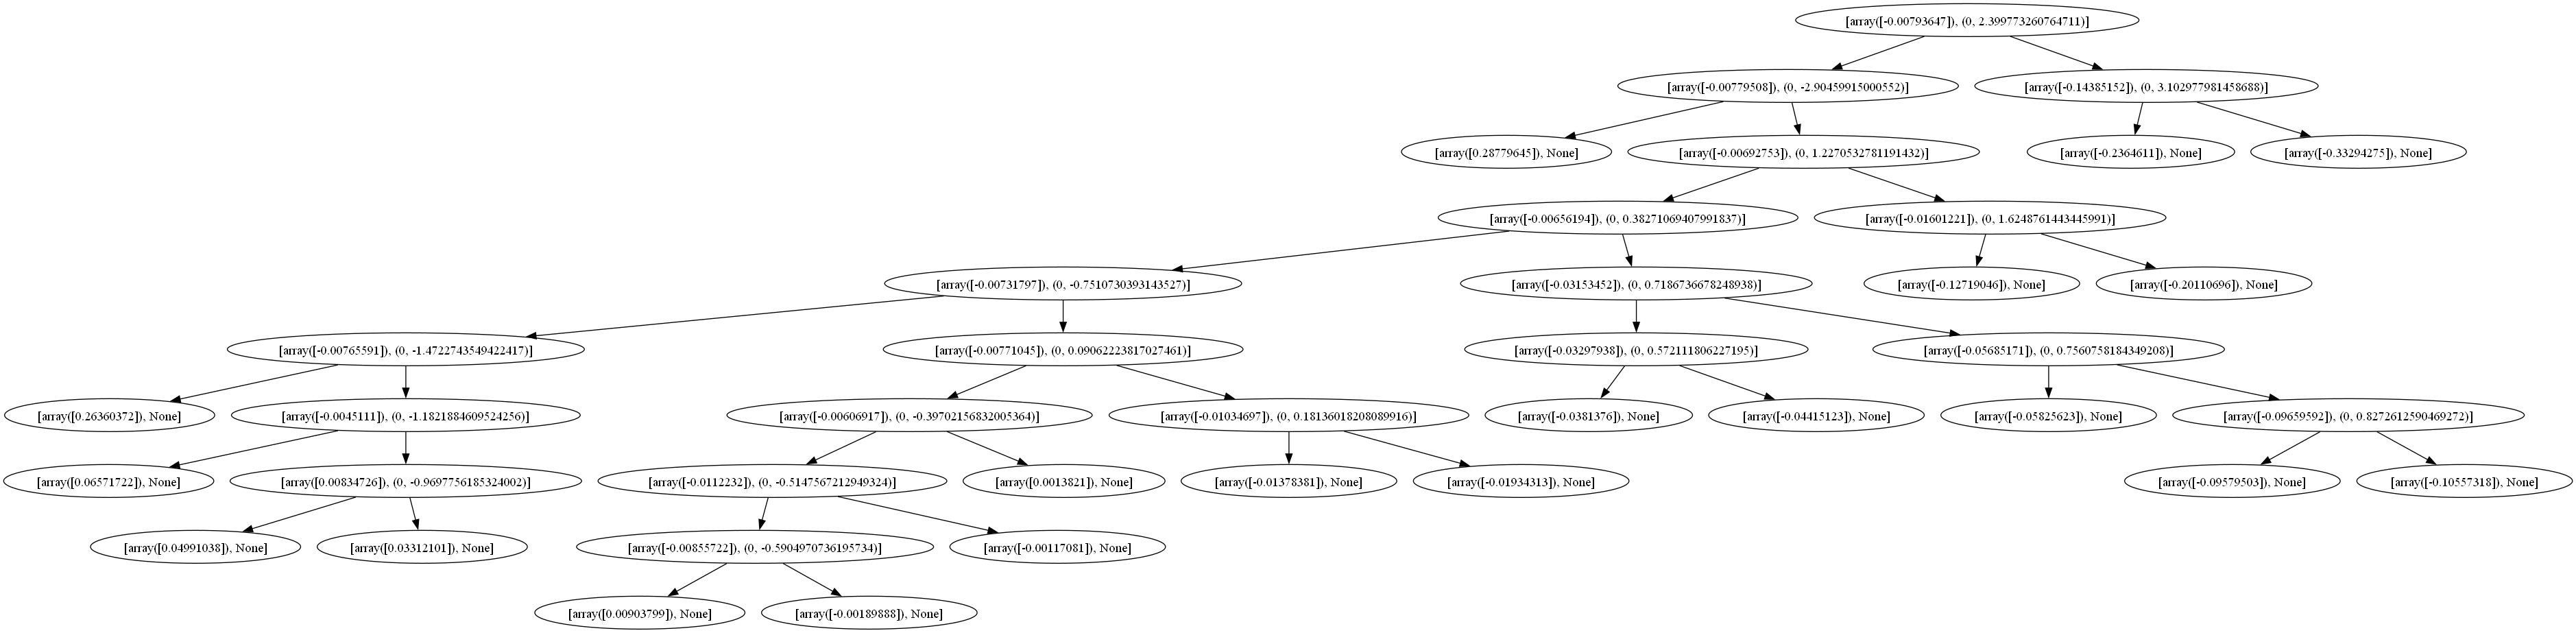 [array([-0.00793647]), (0, 2.399773260764711)]
[array([-0.00779508]), (0, -2.90459915000552)]
[array([-0.14385152]), (0, 3.102977981458688)]
[array([0.28779645]), None]
[array([-0.00692753]), (0, 1.2270532781191432)]
[array([-0.2364611]), None]
[array([-0.33294275]), None]
[array([-0.00656194]), (0, 0.38271069407991837)]
[array([-0.01601221]), (0, 1.6248761443445991)]
[array([-0.00731797]), (0, -0.7510730393143527)]
[array([-0.03153452]), (0, 0.7186736678248938)]
[array([-0.12719046]), None]
[array([-0.20110696]), None]
[array([-0.00765591]), (0, -1.4722743549422417)]
[array([-0.00771045]), (0, 0.09062223817027461)]
[array([-0.03297938]), (0, 0.572111806227195)]
[array([-0.05685171]), (0, 0.7560758184349208)]
[array([0.26360372]), None]
[array([-0.0045111]), (0, -1.1821884609524256)]
[array([-0.00606917]), (0, -0.39702156832005364)]
[array([-0.01034697]), (0, 0.18136018208089916)]
[array([-0.0381376]), None]
[array([-0.04415123]), None]
[array([-0.05825623]), None]
[array([-0.09659592]), (0, 0.8272612590469272)]
[array([0.06571722]), None]
[array([0.00834726]), (0, -0.9697756185324002)]
[array([-0.0112232]), (0, -0.5147567212949324)]
[array([0.0013821]), None]
[array([-0.01378381]), None]
[array([-0.01934313]), None]
[array([-0.09579503]), None]
[array([-0.10557318]), None]
[array([0.04991038]), None]
[array([0.03312101]), None]
[array([-0.00855722]), (0, -0.5904970736195734)]
[array([-0.00117081]), None]
[array([0.00903799]), None]
[array([-0.00189888]), None]